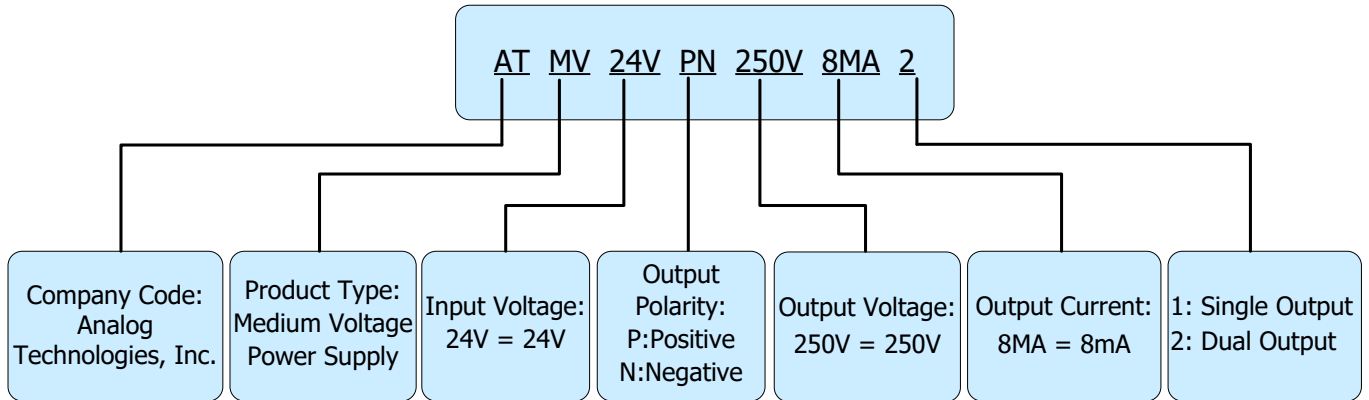 AT MV 24V PN 250V 8MA 2
Company Code:
Analog
Technologies, Inc.
Product Type:
Medium Voltage
Power Supply
Input Voltage:
24V = 24V
Output
Polarity:
P:Positive
N:Negative
Output Voltage:
250V = 250V
Output Current:
8MA = 8mA
1: Single Output
2: Dual Output